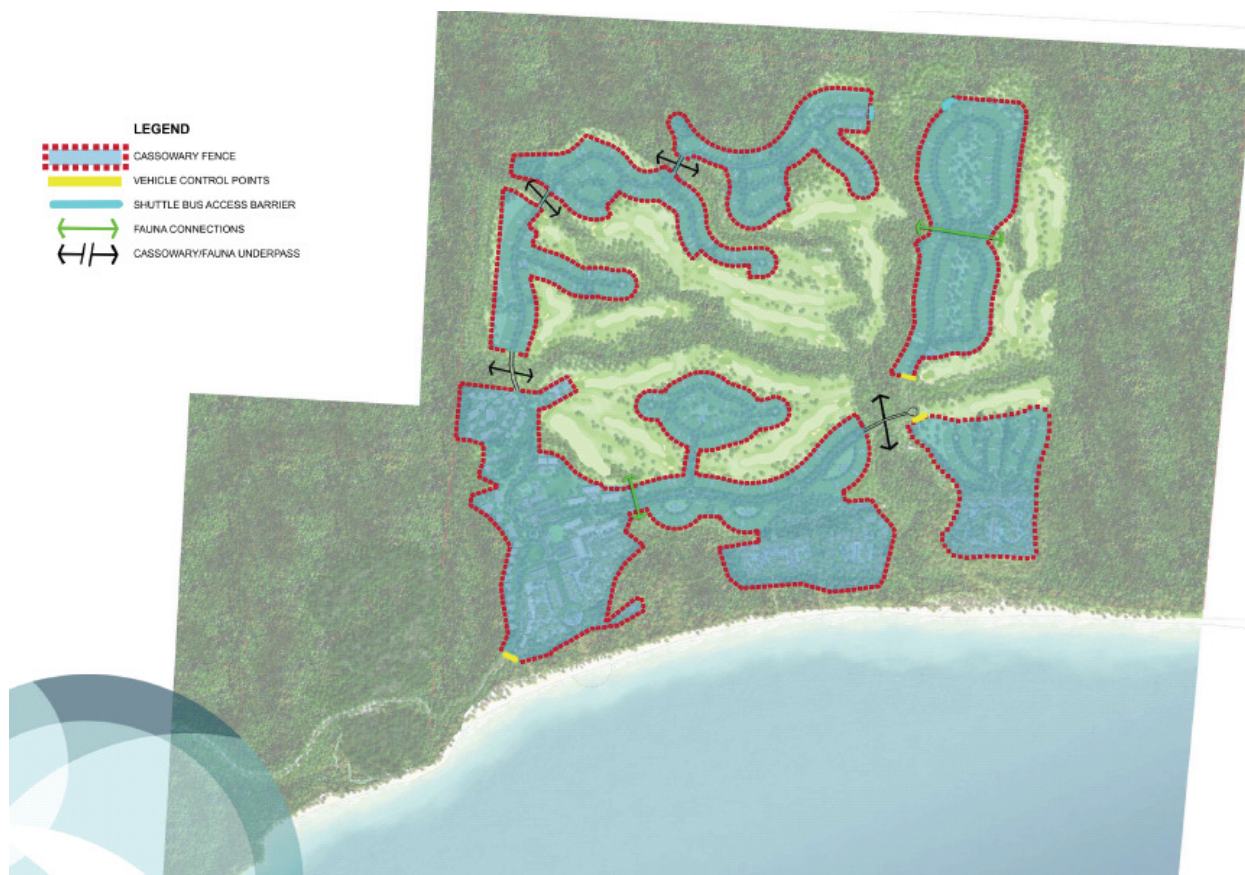 LEGEND
CASSOWARY FENCE
VEHICLE CONTROL POINTS
SHUTTLE BUS ACCESS BARRIER
FAUNA CONNECTIONS
CASSOWARY/FAUNA UNDERPASS